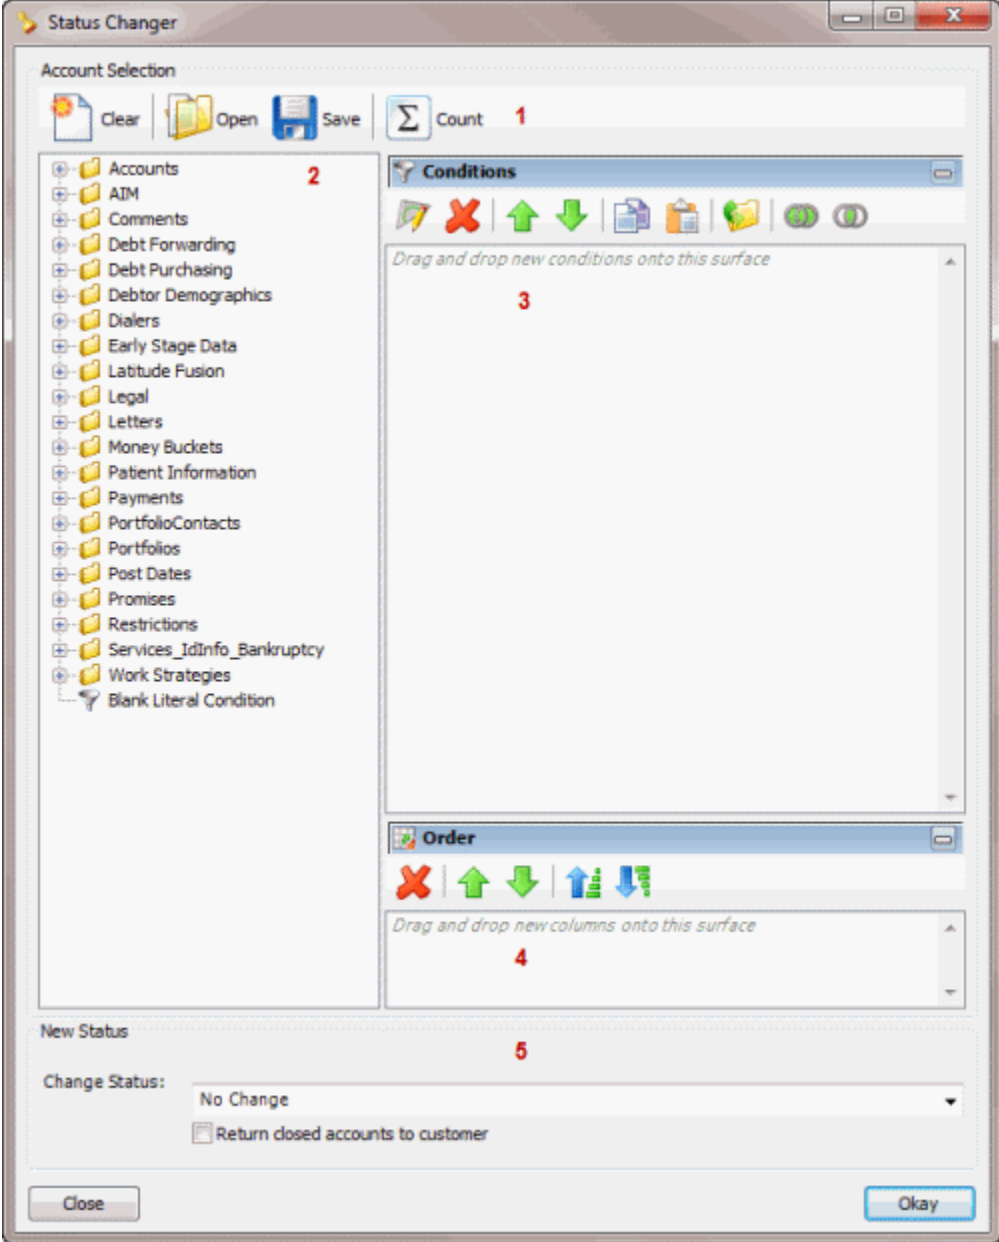 Status Changer
Account Selection
Clear Open Save Count 1
2
Accounts
AIM
Comments
Debt Forwarding
Debt Purchasing
Debtor Demographics
Dialers
Early Stage Data
Latitude Fusion
Legal
Letters
Money Buckets
Patient Information
Payments
PortfolioContacts
Portfolios
Post Dates
Promises
Restrictions
Services_IdInfo_Bankruptcy
Work Strategies
Blank Literal Condition
Conditions
Drag and drop new conditions onto this surface
3
Order
Drag and drop new columns onto this surface
4
New Status
5
Change Status:
No Change
Return closed accounts to customer
Close
Okay